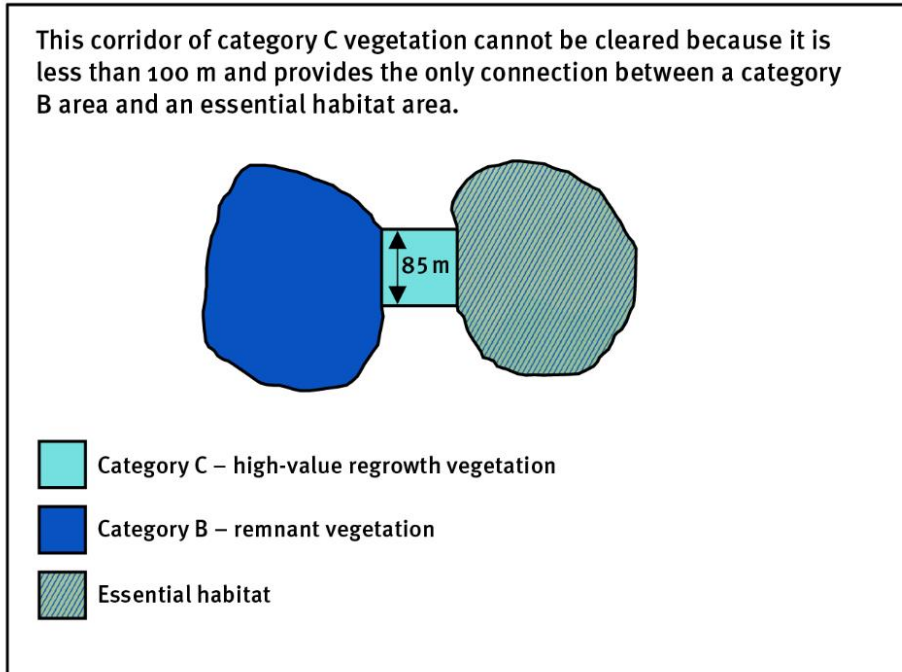 This corridor of category C vegetation cannot be cleared because it is
less than 100 m and provides the only connection between a category
B area and an essential habitat area.
85 m
Category C – high-value regrowth vegetation
Category B – remnant vegetation
Essential habitat